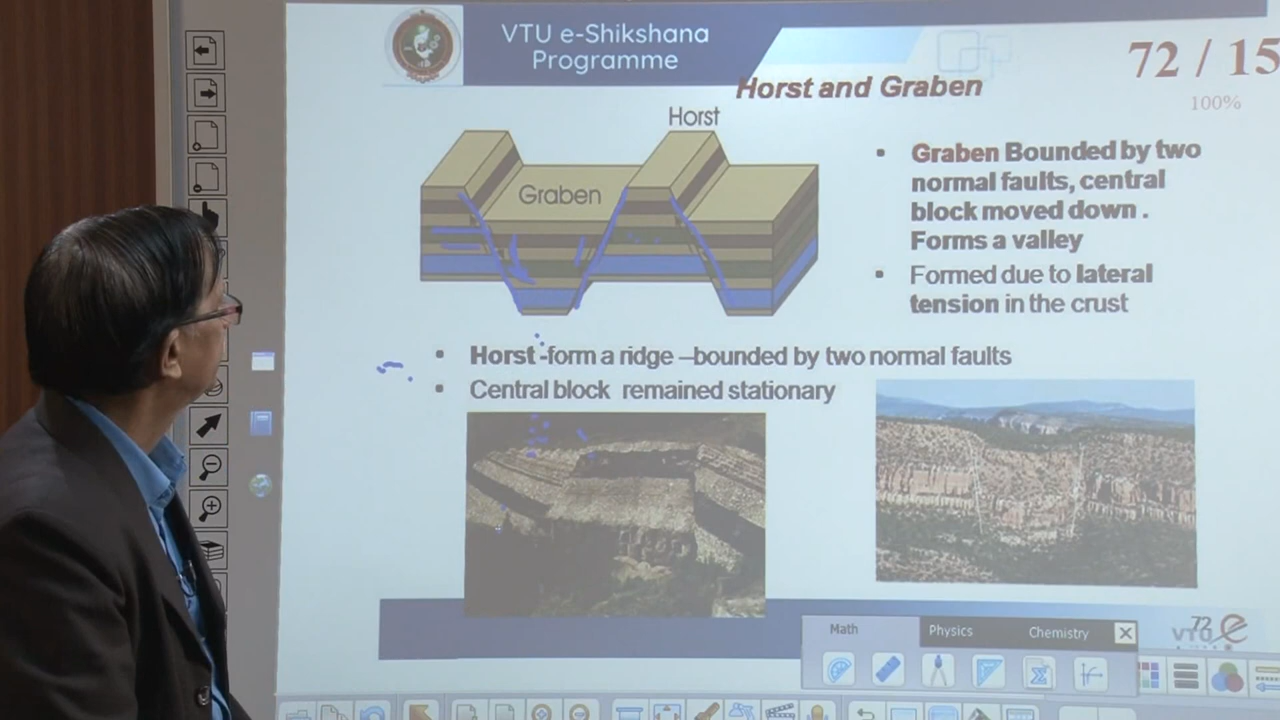 VTU e-Shikshana
Programme
72 / 15
100%
Horst and Graben
Horst
Graben
• Graben Bounded by two
normal faults, central
block moved down .
Forms a valley
• Formed due to lateral
tension in the crust
• Horst -form a ridge –bounded by two normal faults
• Central block remained stationary
Math Physics Chemistry
72
VTU e